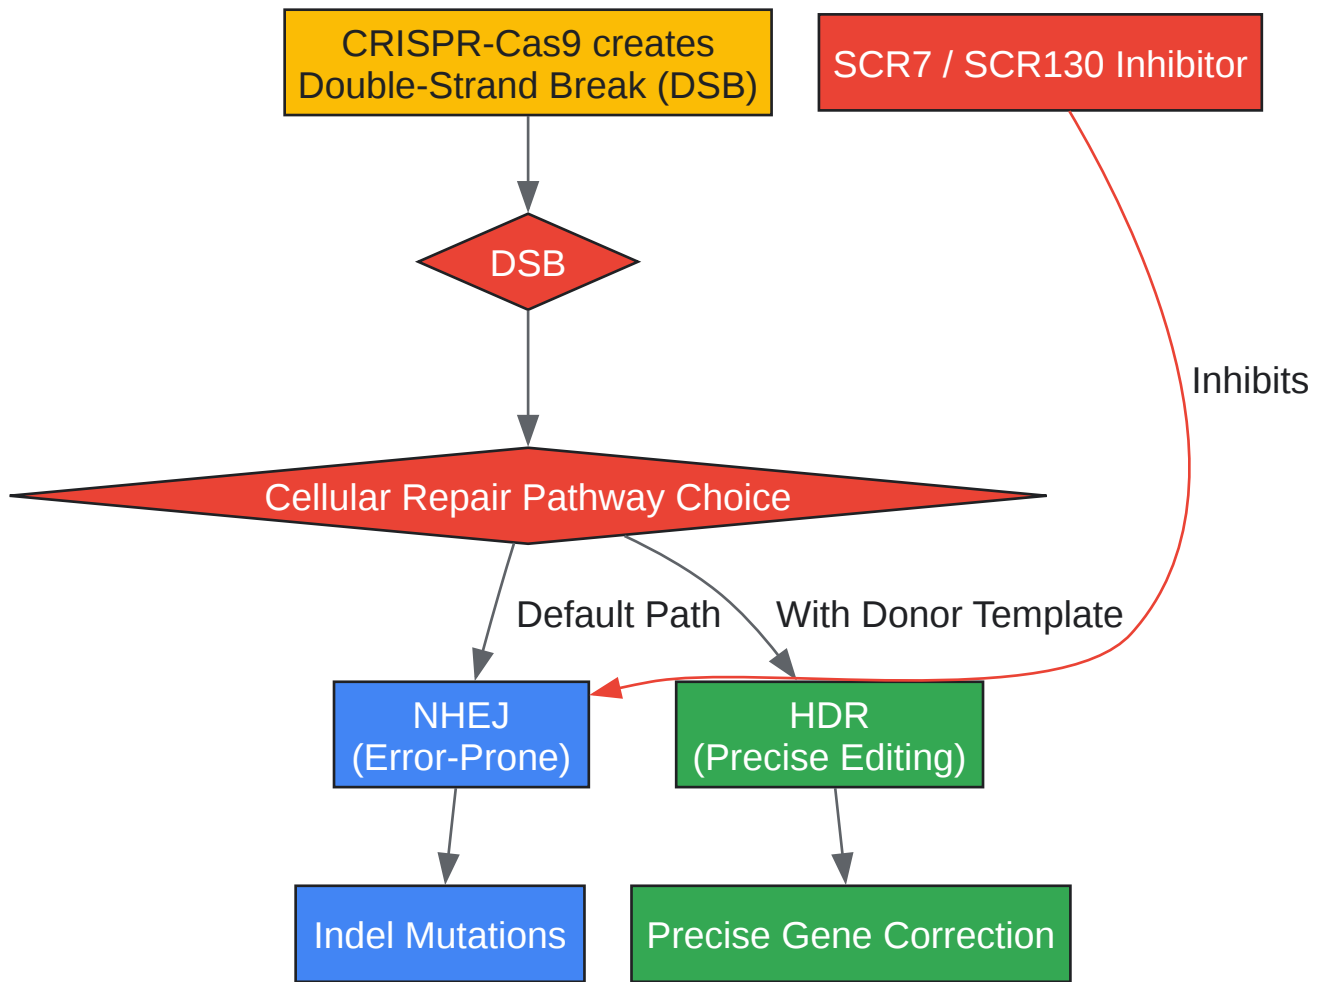 CRISPR-Cas9 creates
Double-Strand Break (DSB)
SCR7 / SCR130 Inhibitor
DSB
Inhibits
Cellular Repair Pathway Choice
Default Path
With Donor Template
NHEJ
(Error-Prone)
HDR
(Precise Editing)
Indel Mutations
Precise Gene Correction